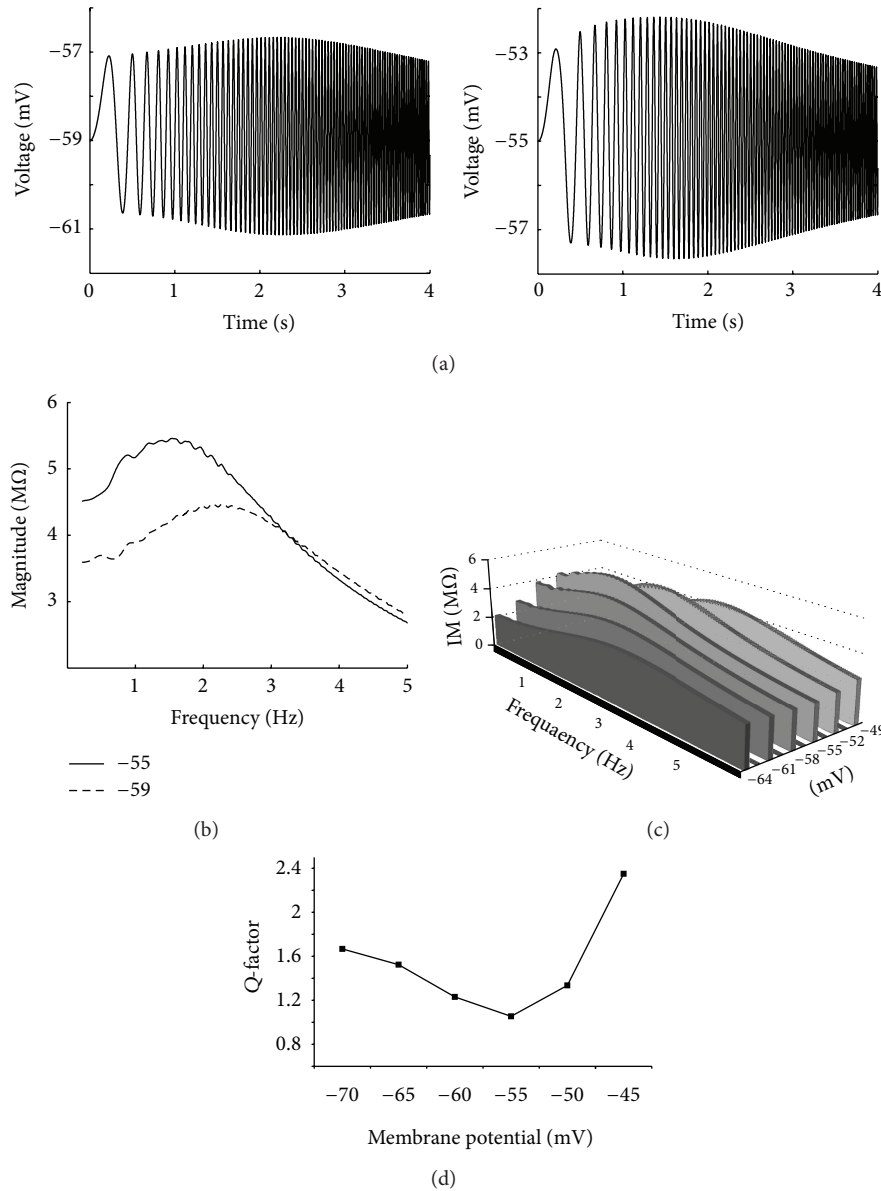 −57
−59
−61
Voltage (mV)
0 1 2 3 4
Time (s)
−53
−55
−57
Voltage (mV)
0 1 2 3 4
Time (s)
(a)
6
5
4
3
Magnitude (MΩ)
1 2 3 4 5
Frequency (Hz)
−55
−59
(b)
6
4
2
0
IM (MΩ)
1
2
3
4
5
Frequaency (Hz)
−64
−61
−58
−55
−52
−49
(mV)
(c)
2.4
2
1.6
1.2
0.8
Q-factor
−70 −65 −60 −55 −50 −45
Membrane potential (mV)
(d)